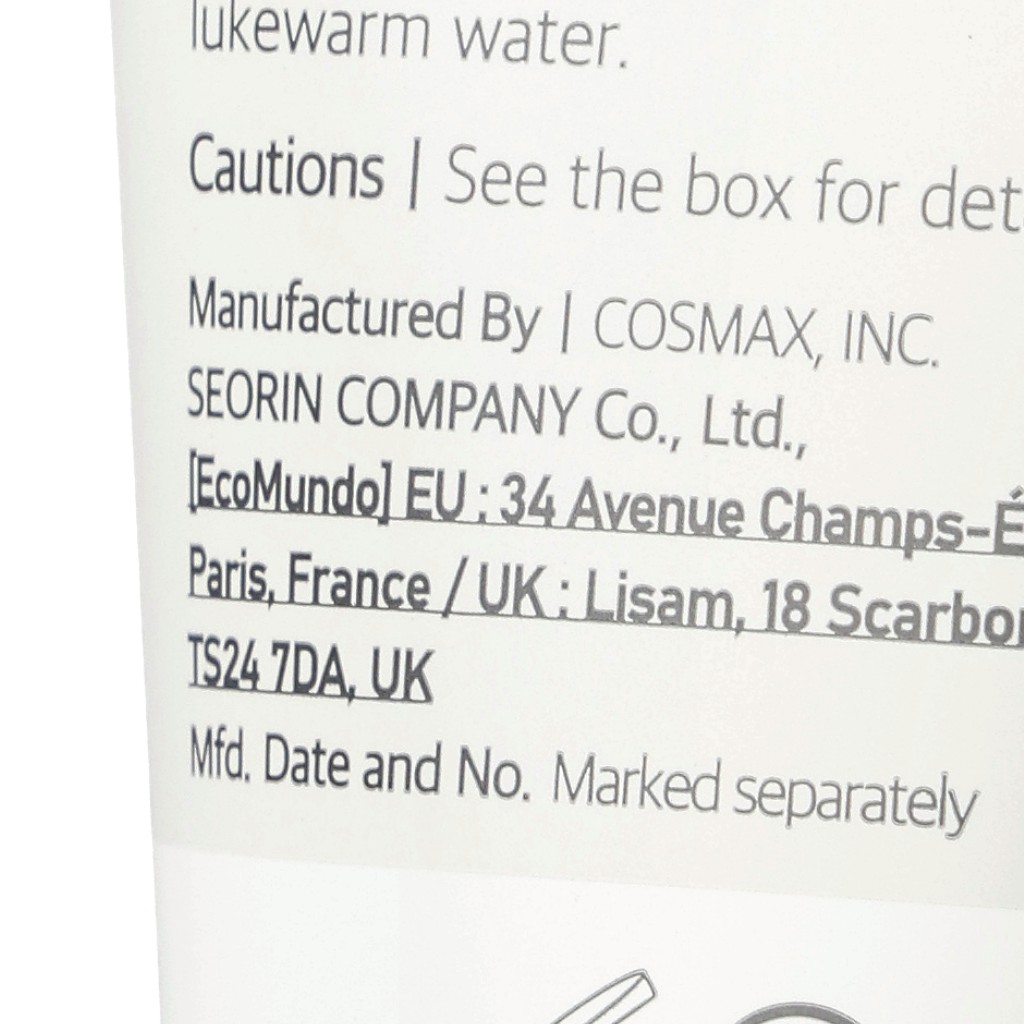 lukewarm water.
Cautions | See the box for
Manufactured By | COSMAX, INC.
SEORIN COMPANY Co., Ltd.,
[EcoMundo] EU : 34 Avenue Champs-É
Paris, France / UK : Lisam, 18
TS24 7DA, UK
Mfd. Date and No. Marked separately